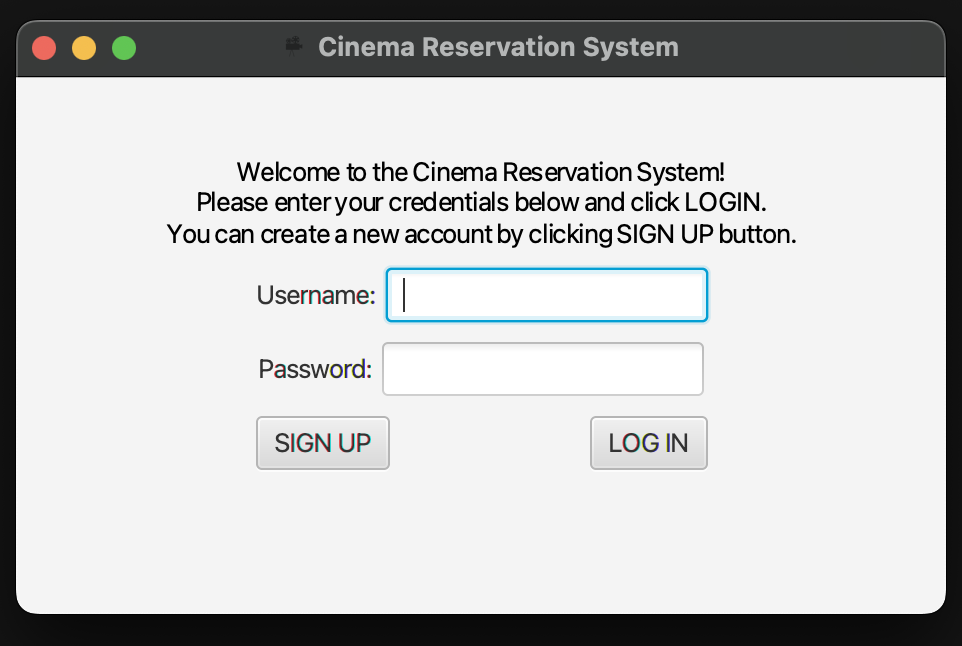 Cinema Reservation System
Welcome to the Cinema Reservation System!
Please enter your credentials below and click LOGIN.
You can create a new account by clicking SIGN UP button.
Username:
Password:
SIGN UP
LOG IN